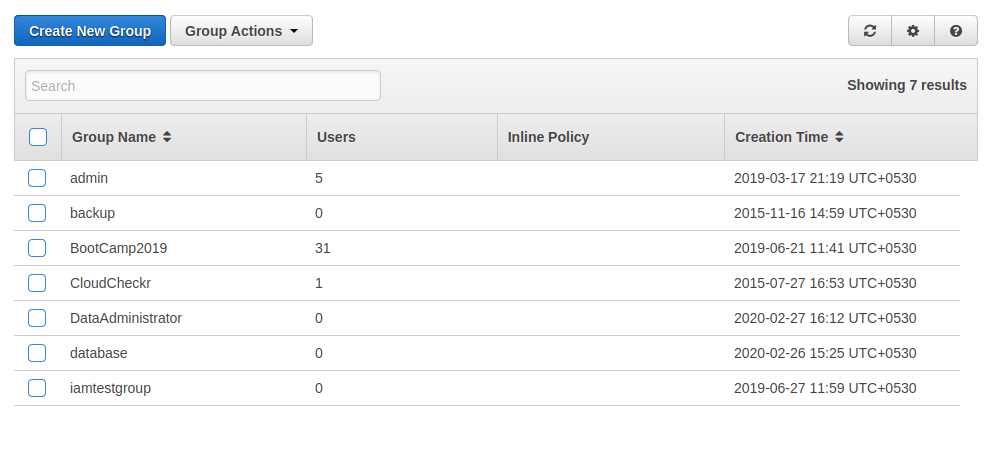 Create New Group Group Actions
Search Showing 7 results
Group Name Users Inline Policy Creation Time
admin 5 2019-03-17 21:19 UTC+0530
backup 0 2015-11-16 14:59 UTC+0530
BootCamp2019 31 2019-06-21 11:41 UTC+0530
CloudCheckr 1 2015-07-27 16:53 UTC+0530
DataAdministrator 0 2020-02-27 16:12 UTC+0530
database 0 2020-02-26 15:25 UTC+0530
iamtestgroup 0 2019-06-27 11:59 UTC+0530